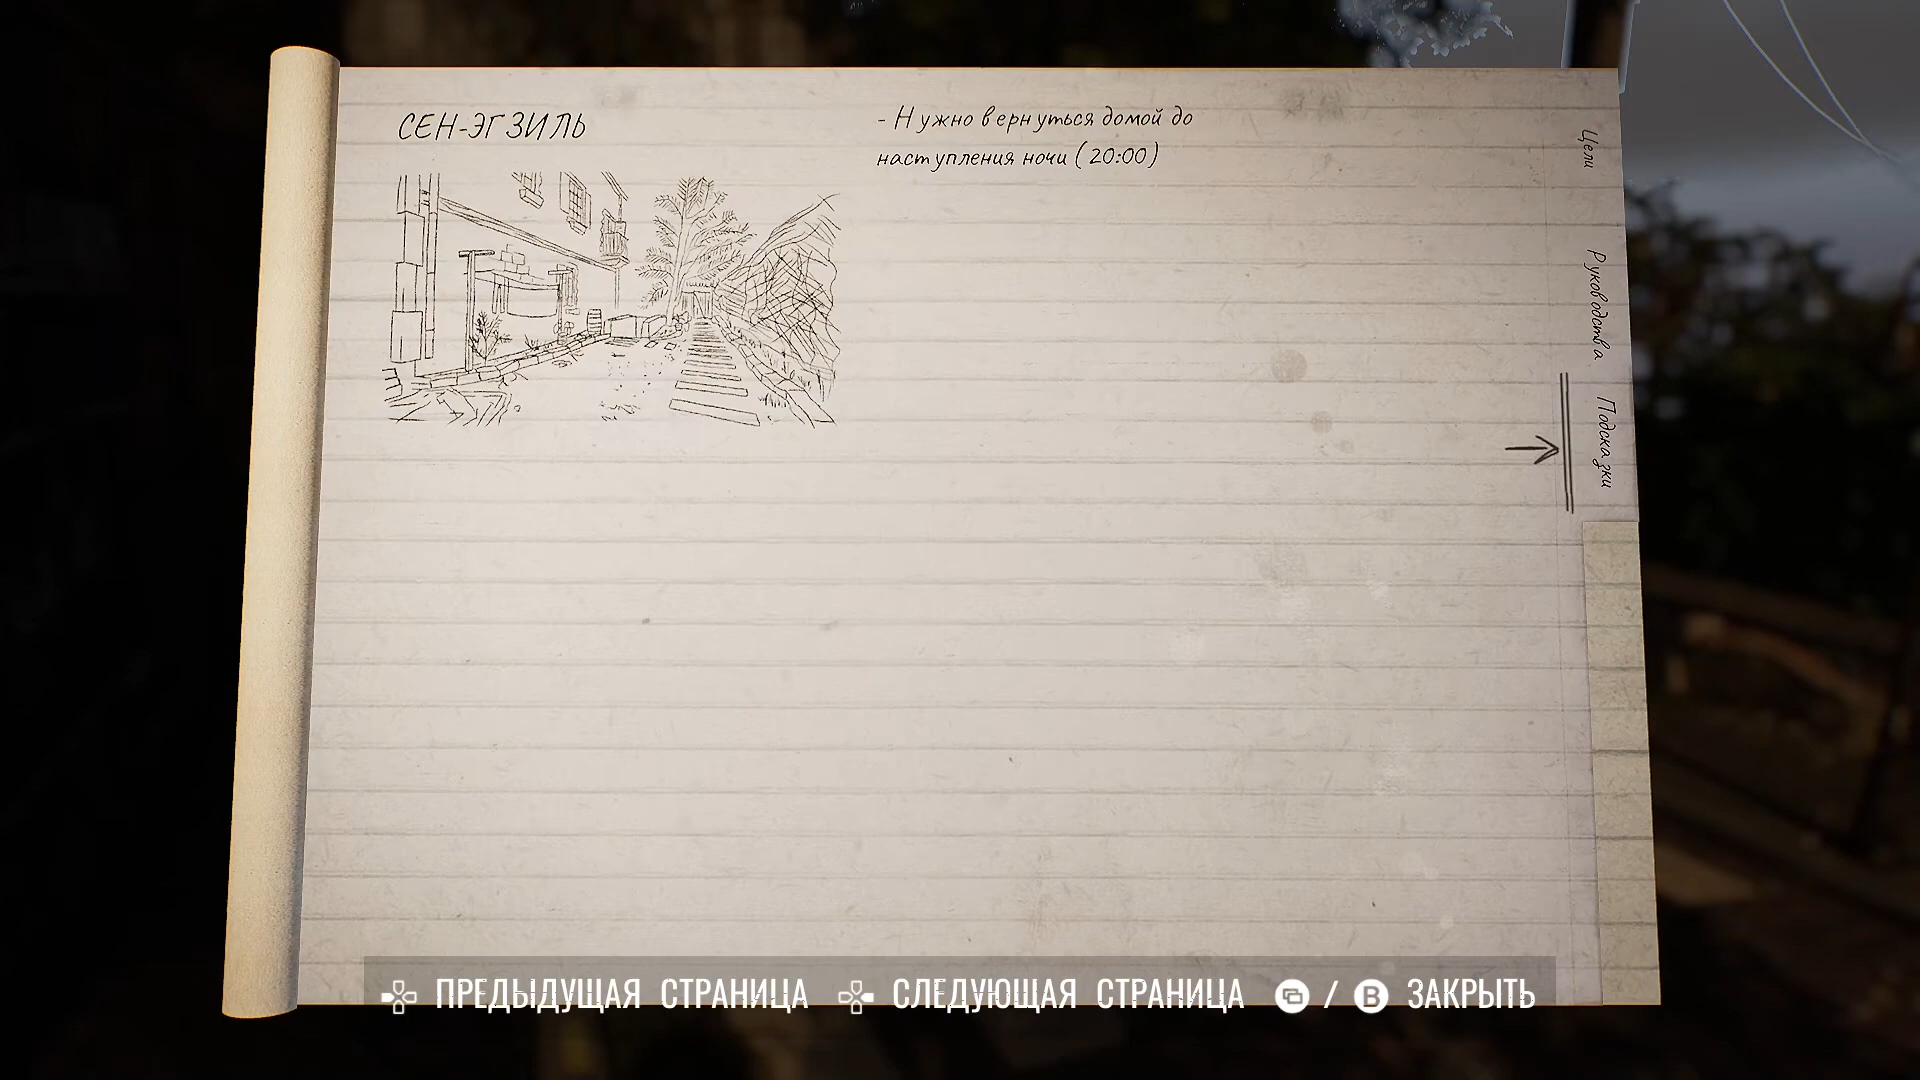 СЕН-ЭГЗИЛЬ
- Нужно вернуться домой до
наступления ночи (20:00)
Цели
Руководства
Подсказки
ПРЕДЫДУЩАЯ СТРАНИЦА СЛЕДУЮЩАЯ СТРАНИЦА / B ЗАКРЫТЬ